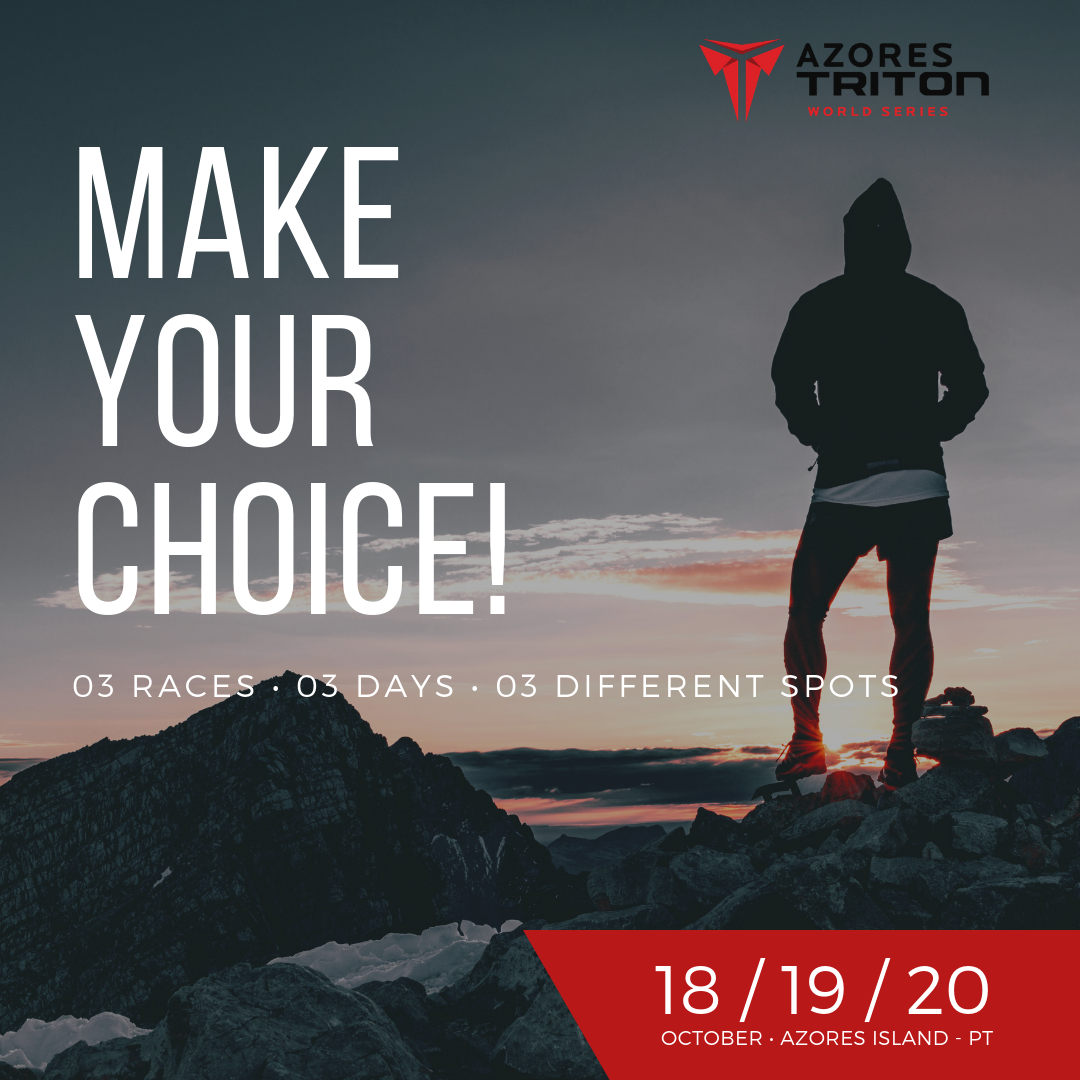 AZORES
TRITON
WORLD SERIES
MAKE
YOUR
CHOICE!
03 RACES • 03 DAYS • 03 DIFFERENT SPOTS
18 / 19 / 20
OCTOBER • AZORES ISLAND - PT